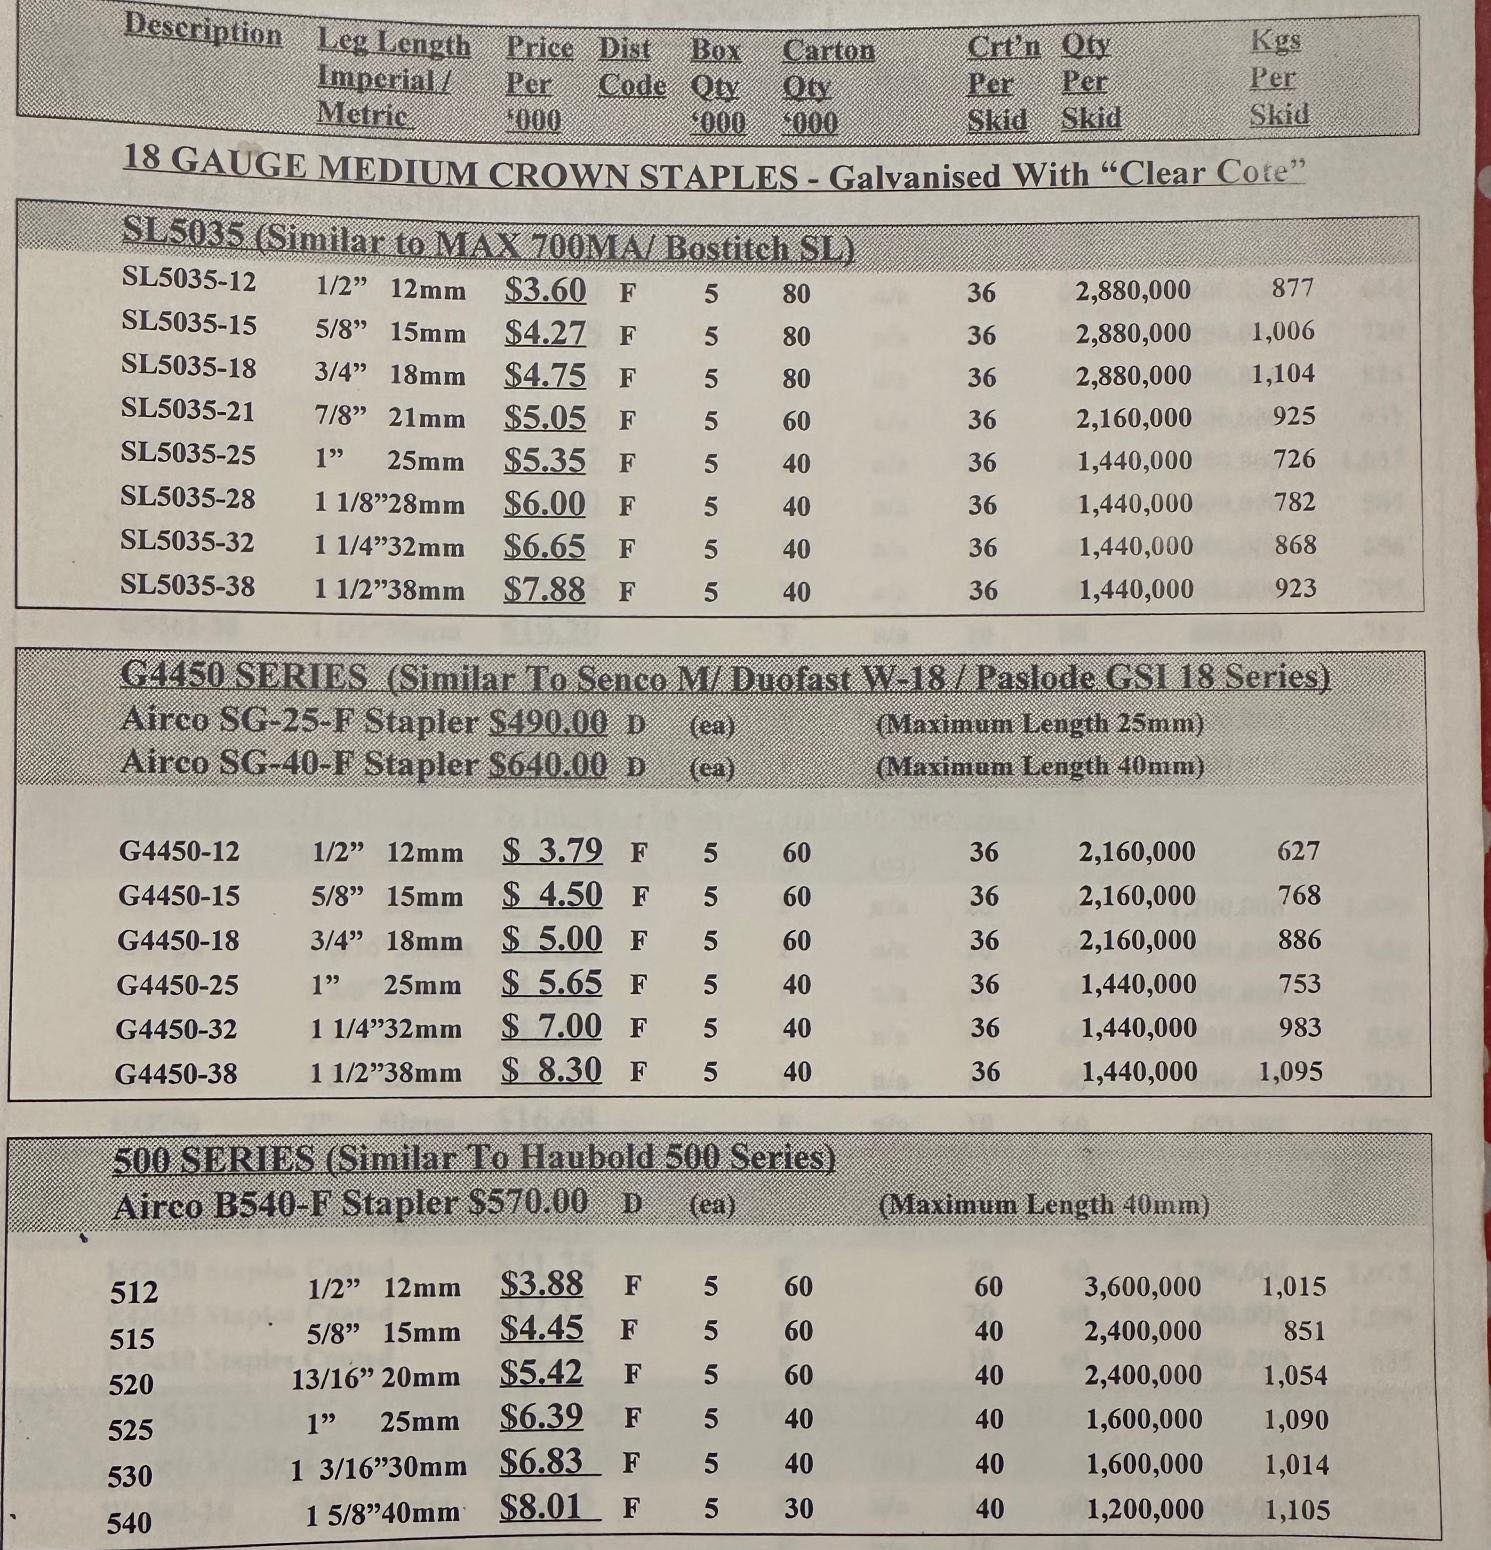 Description Leg Length Price Dist Box Carton Crt'n Qty Kgs
Imperial / Per Code Qty Qty Per Per Per
Metric '000 '000 '000 Skid Skid Skid
18 GAUGE MEDIUM CROWN STAPLES - Galvanised With “Clear Cote”
SL5035 (Similar to MAX 700MA/ Bostitch SL)
SL5035-12 1/2” 12mm $3.60 F 5 80 36 2,880,000 877
SL5035-15 5/8” 15mm $4.27 F 5 80 36 2,880,000 1,006
SL5035-18 3/4” 18mm $4.75 F 5 80 36 2,880,000 1,104
SL5035-21 7/8” 21mm $5.05 F 5 60 36 2,160,000 925
SL5035-25 1” 25mm $5.35 F 5 40 36 1,440,000 726
SL5035-28 1 1/8”28mm $6.00 F 5 40 36 1,440,000 782
SL5035-32 1 1/4”32mm $6.65 F 5 40 36 1,440,000 868
SL5035-38 1 1/2”38mm $7.88 F 5 40 36 1,440,000 923
G4450 SERIES (Similar To Senco M/ Duofast W-18 / Paslode GSI 18 Series)
Airco SG-25-F Stapler $490.00 D (ea) (Maximum Length 25mm)
Airco SG-40-F Stapler $640.00 D (ea) (Maximum Length 40mm)
G4450-12 1/2” 12mm $ 3.79 F 5 60 36 2,160,000 627
G4450-15 5/8” 15mm $ 4.50 F 5 60 36 2,160,000 768
G4450-18 3/4” 18mm $ 5.00 F 5 60 36 2,160,000 886
G4450-25 1” 25mm $ 5.65 F 5 40 36 1,440,000 753
G4450-32 1 1/4”32mm $ 7.00 F 5 40 36 1,440,000 983
G4450-38 1 1/2”38mm $ 8.30 F 5 40 36 1,440,000 1,095
500 SERIES (Similar To Haubold 500 Series)
Airco B540-F Stapler $570.00 D (ea) (Maximum Length 40mm)
512 1/2” 12mm $3.88 F 5 60 60 3,600,000 1,015
515 5/8” 15mm $4.45 F 5 60 40 2,400,000 851
520 13/16” 20mm $5.42 F 5 60 40 2,400,000 1,054
525 1” 25mm $6.39 F 5 40 40 1,600,000 1,090
530 1 3/16”30mm $6.83 F 5 40 40 1,600,000 1,014
540 1 5/8”40mm $8.01 F 5 30 40 1,200,000 1,105